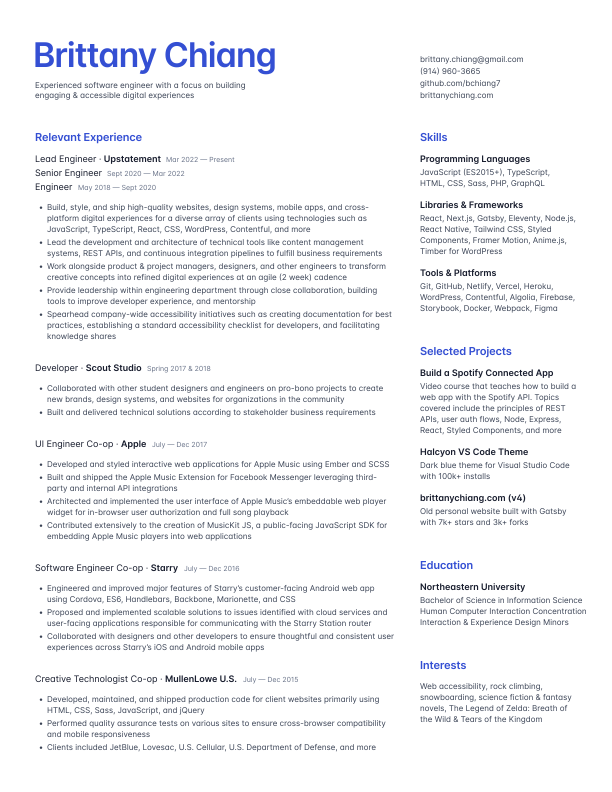 Brittany Chiang
Experienced software engineer with a focus on building
engaging & accessible digital experiences
brittany.chiang@gmail.com
(914) 960-3665
github.com/bchiang7
brittanychiang.com
Relevant Experience
Lead Engineer · Upstatement Mar 2022 — Present
Senior Engineer Sept 2020 — Mar 2022
Engineer May 2018 — Sept 2020
• Build, style, and ship high-quality websites, design systems, mobile apps, and cross-
platform digital experiences for a diverse array of clients using technologies such as
JavaScript, TypeScript, React, CSS, WordPress, Contentful, and more
• Lead the development and architecture of technical tools like content management
systems, REST APIs, and continuous integration pipelines to fulfill business requirements
• Work alongside product & project managers, designers, and other engineers to transform
creative concepts into refined digital experiences at an agile (2 week) cadence
• Provide leadership within engineering department through close collaboration, building
tools to improve developer experience, and mentorship
• Spearhead company-wide accessibility initiatives such as creating documentation for best
practices, establishing a standard accessibility checklist for developers, and facilitating
knowledge shares
Developer · Scout Studio Spring 2017 & 2018
• Collaborated with other student designers and engineers on pro-bono projects to create
new brands, design systems, and websites for organizations in the community
• Built and delivered technical solutions according to stakeholder business requirements
UI Engineer Co-op · Apple July — Dec 2017
• Developed and styled interactive web applications for Apple Music using Ember and SCSS
• Built and shipped the Apple Music Extension for Facebook Messenger leveraging third-
party and internal API integrations
• Architected and implemented the user interface of Apple Music's embeddable web player
widget for in-browser user authorization and full song playback
• Contributed extensively to the creation of MusicKit JS, a public-facing JavaScript SDK for
embedding Apple Music players into web applications
Software Engineer Co-op · Starry July — Dec 2016
• Engineered and improved major features of Starry's customer-facing Android web app
using Cordova, ES6, Handlebars, Backbone, Marionette, and CSS
• Proposed and implemented scalable solutions to issues identified with cloud services and
user-facing applications responsible for communicating with the Starry Station router
• Collaborated with designers and other developers to ensure thoughtful and consistent user
experiences across Starry's iOS and Android mobile apps
Creative Technologist Co-op · MullenLowe U.S. July — Dec 2015
• Developed, maintained, and shipped production code for client websites primarily using
HTML, CSS, Sass, JavaScript, and jQuery
• Performed quality assurance tests on various sites to ensure cross-browser compatibility
and mobile responsiveness
• Clients included JetBlue, Lovesac, U.S. Cellular, U.S. Department of Defense, and more
Skills
Programming Languages
JavaScript (ES2015+), TypeScript,
HTML, CSS, Sass, PHP, GraphQL
Libraries & Frameworks
React, Next.js, Gatsby, Eleventy, Node.js,
React Native, Tailwind CSS, Styled
Components, Framer Motion, Anime.js,
Timber for WordPress
Tools & Platforms
Git, GitHub, Netlify, Vercel, Heroku,
WordPress, Contentful, Algolia, Firebase,
Storybook, Docker, Webpack, Figma
Selected Projects
Build a Spotify Connected App
Video course that teaches how to build a
web app with the Spotify API. Topics
covered include the principles of REST
APIs, user auth flows, Node, Express,
React, Styled Components, and more
Halcyon VS Code Theme
Dark blue theme for Visual Studio Code
with 100k+ installs
brittanychiang.com (v4)
Old personal website built with Gatsby
with 7k+ stars and 3k+ forks
Education
Northeastern University
Bachelor of Science in Information Science
Human Computer Interaction Concentration
Interaction & Experience Design Minors
Interests
Web accessibility, rock climbing,
snowboarding, science fiction & fantasy
novels, The Legend of Zelda: Breath of
the Wild & Tears of the Kingdom